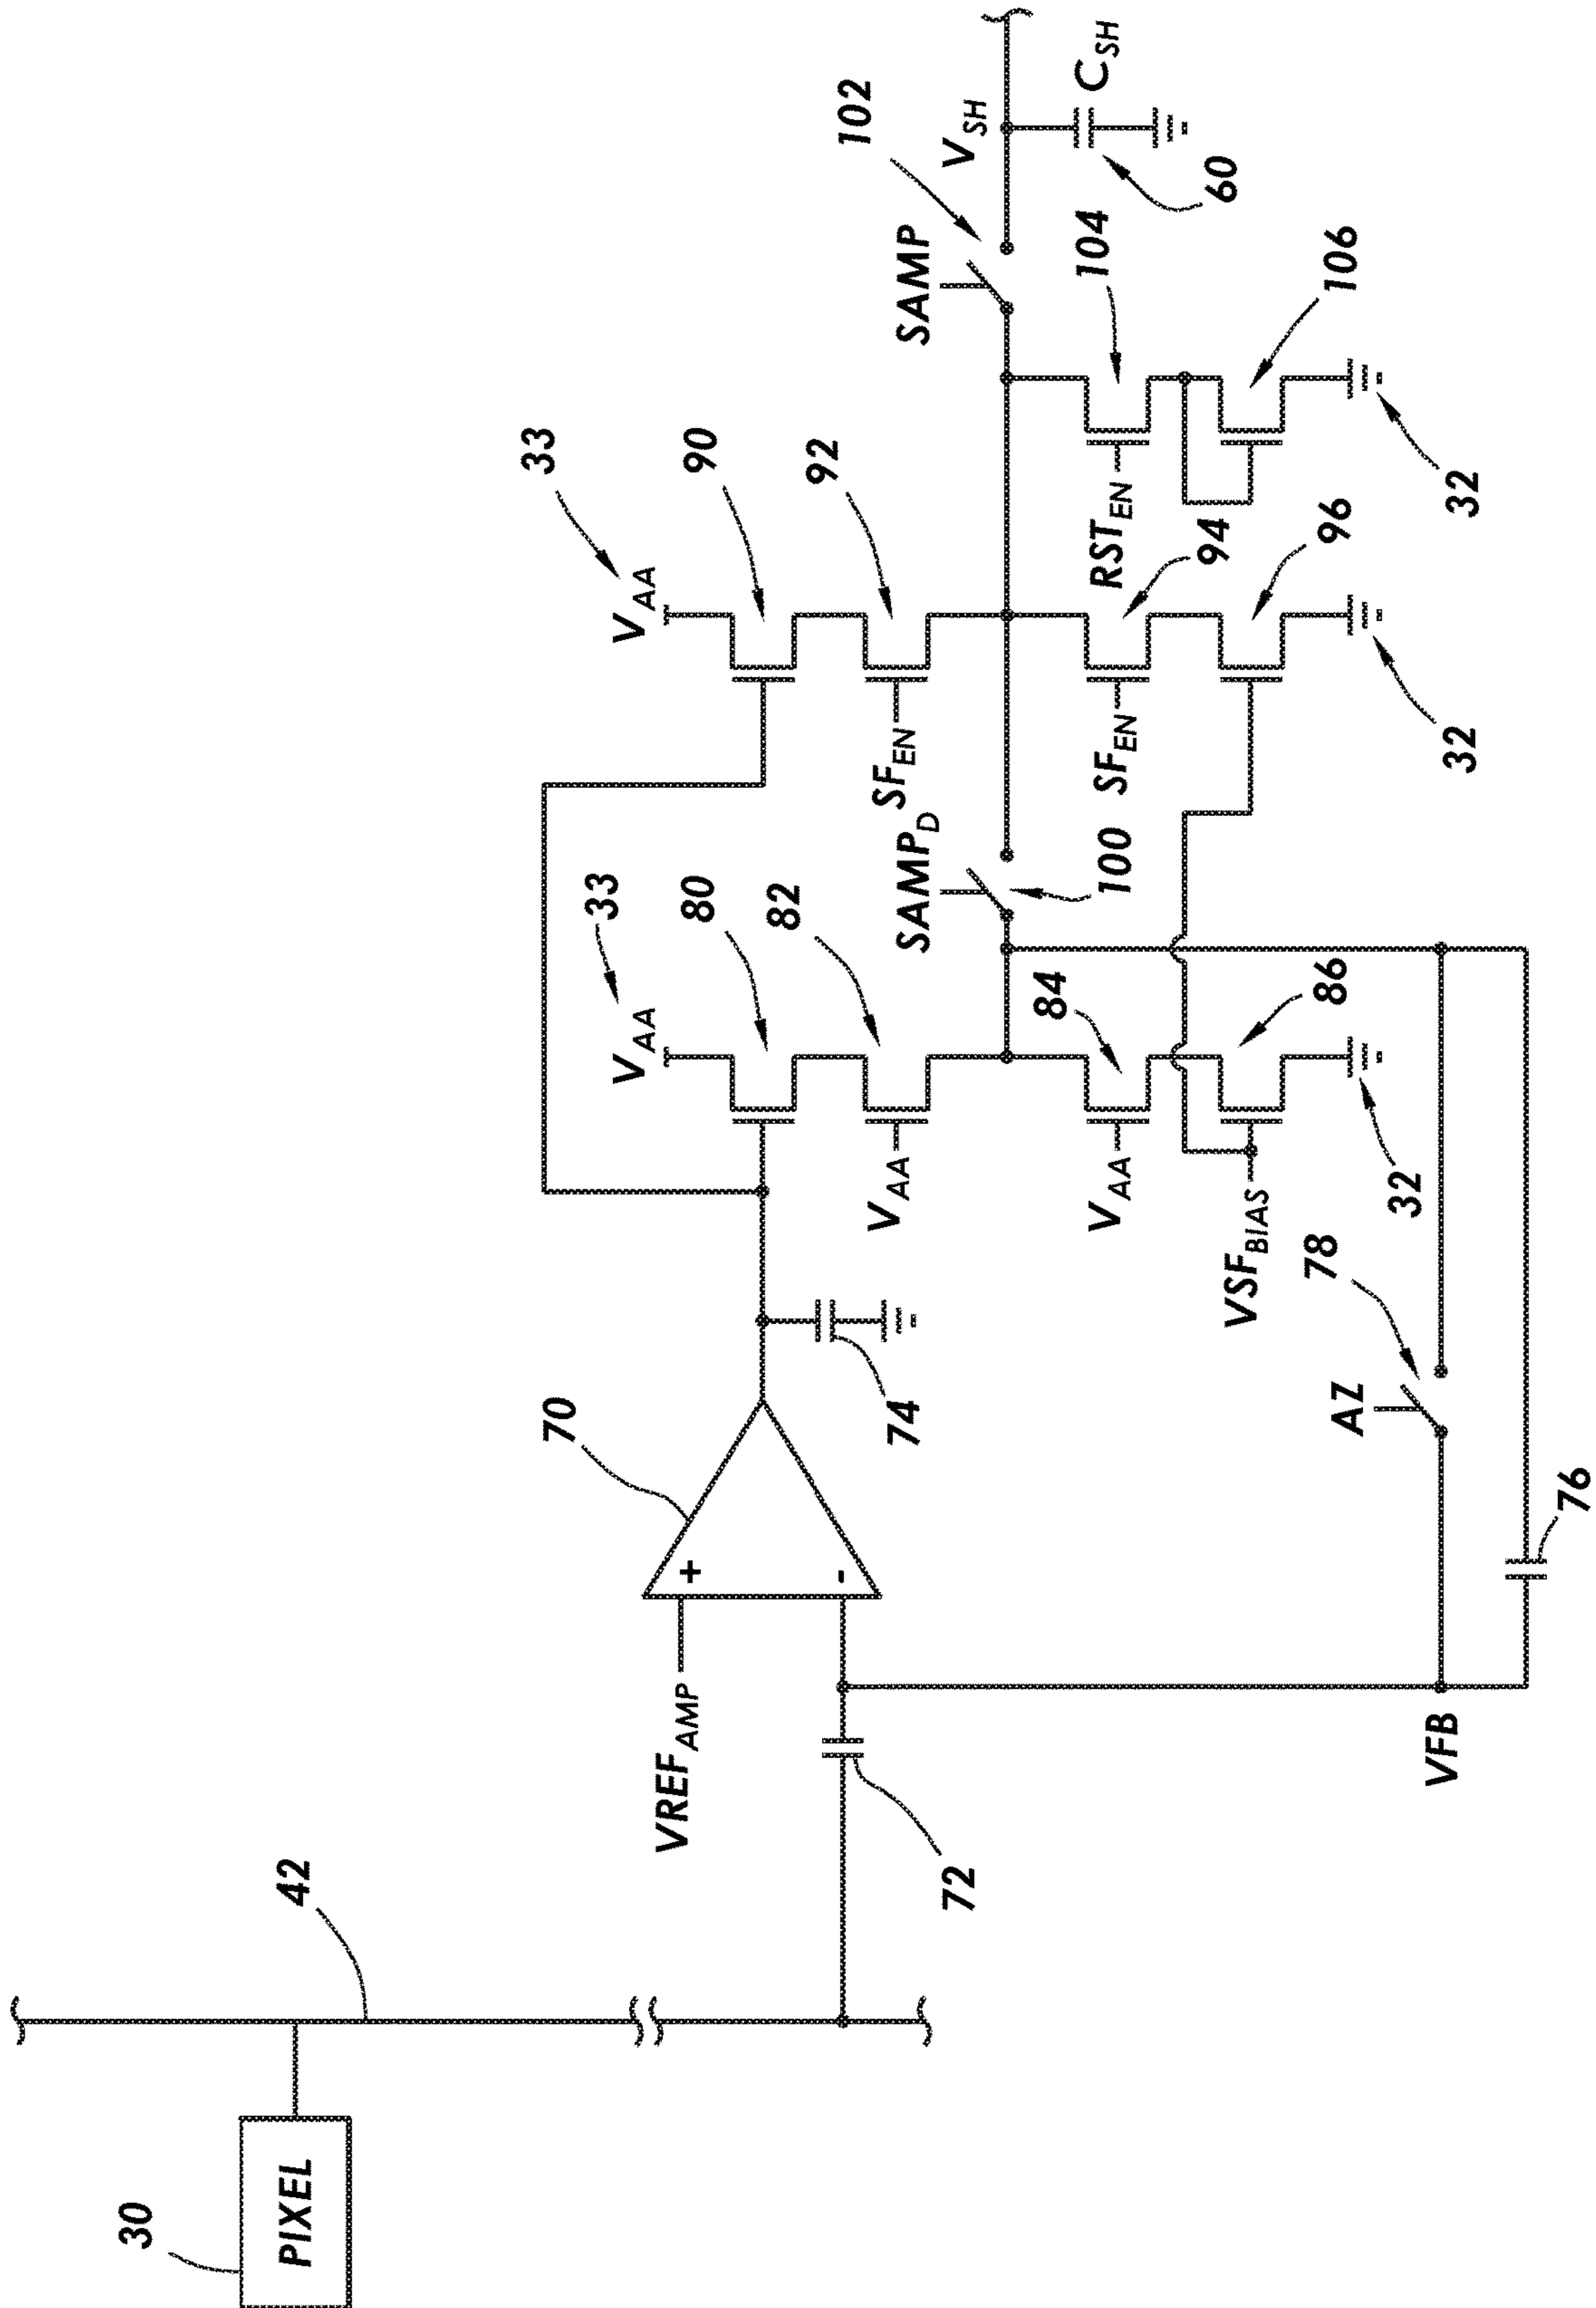 30
PIXEL
42
72
VREF_AMP
+
-
70
74
VFB
76
AZ
78
33
V_AA
80
82
V_AA
84
V_AA
86
VSF_BIAS
32
SAMP_D
100
33
V_AA
90
92
SF_EN
94
SF_EN
96
32
RST_EN
104
106
32
SAMP
102
V_SH
C_SH
60